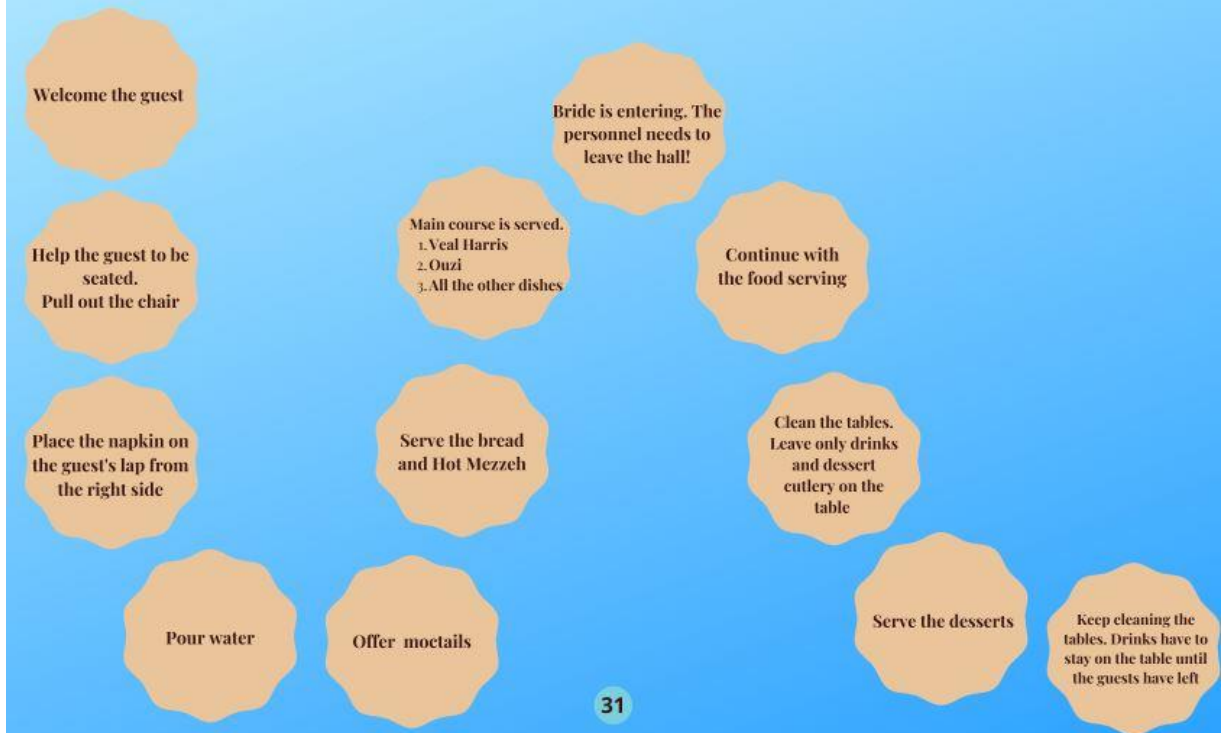 Welcome the guest
Help the guest to be
seated.
Pull out the chair
Place the napkin on
the guest's lap from
the right side
Pour water
Offer moctails
Serve the bread
and Hot Mezzeh
Main course is served.
1. Veal Harris
2. Ouzi
3. All the other dishes
Bride is entering. The
personnel needs to
leave the hall!
Continue with
the food serving
Clean the tables.
Leave only drinks
and dessert
cutlery on the
table
Serve the desserts
Keep cleaning the
tables. Drinks have to
stay on the table until
the guests have left
31